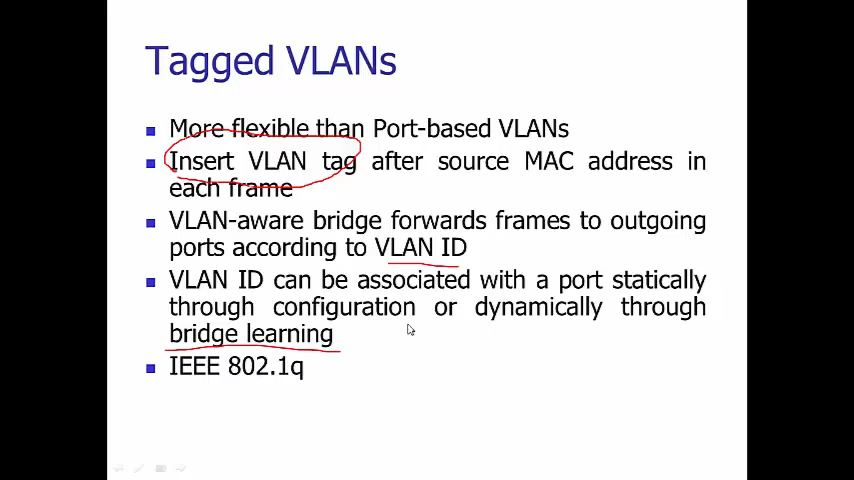 Tagged VLANs
More flexible than Port-based VLANs
Insert VLAN tag after source MAC address in
each frame
VLAN-aware bridge forwards frames to outgoing
ports according to VLAN ID
VLAN ID can be associated with a port statically
through configuration or dynamically through
bridge learning
IEEE 802.1q